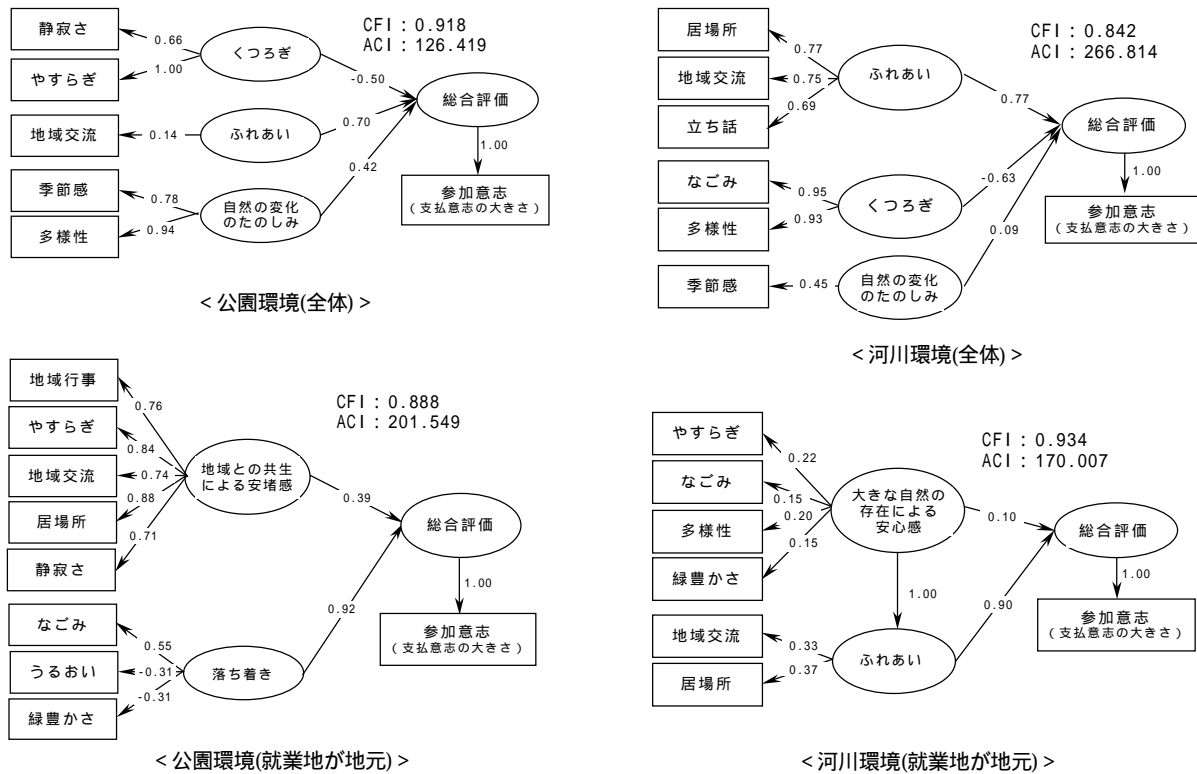 静寂さ
やすらぎ
地域交流
季節感
多様性
0.66
1.00
0.14
0.78
0.94
くつろぎ
ふれあい
自然の変化
のたのしみ
-0.50
0.70
0.42
CFI：0.918
ACI：126.419
総合評価
1.00
参加意志
(支払意志の大きさ)
<公園環境(全体)>
居場所
地域交流
立ち話
なごみ
多様性
季節感
0.77
0.75
0.69
0.95
0.93
0.45
ふれあい
くつろぎ
自然の変化
のたのしみ
0.77
-0.63
0.09
CFI：0.842
ACI：266.814
総合評価
1.00
参加意志
(支払意志の大きさ)
<河川環境(全体)>
地域行事
やすらぎ
地域交流
居場所
静寂さ
なごみ
うるおい
緑豊かさ
0.76
0.84
0.74
0.88
0.71
0.55
-0.31
-0.31
地域との共生
による安堵感
落ち着き
0.39
0.92
CFI：0.888
ACI：201.549
総合評価
1.00
参加意志
(支払意志の大きさ)
<公園環境(就業地が地元)>
やすらぎ
なごみ
多様性
緑豊かさ
地域交流
居場所
0.22
0.15
0.20
0.15
0.33
0.37
大きな自然の
存在による
安心感
1.00
ふれあい
0.10
0.90
CFI：0.934
ACI：170.007
総合評価
1.00
参加意志
(支払意志の大きさ)
<河川環境(就業地が地元)>